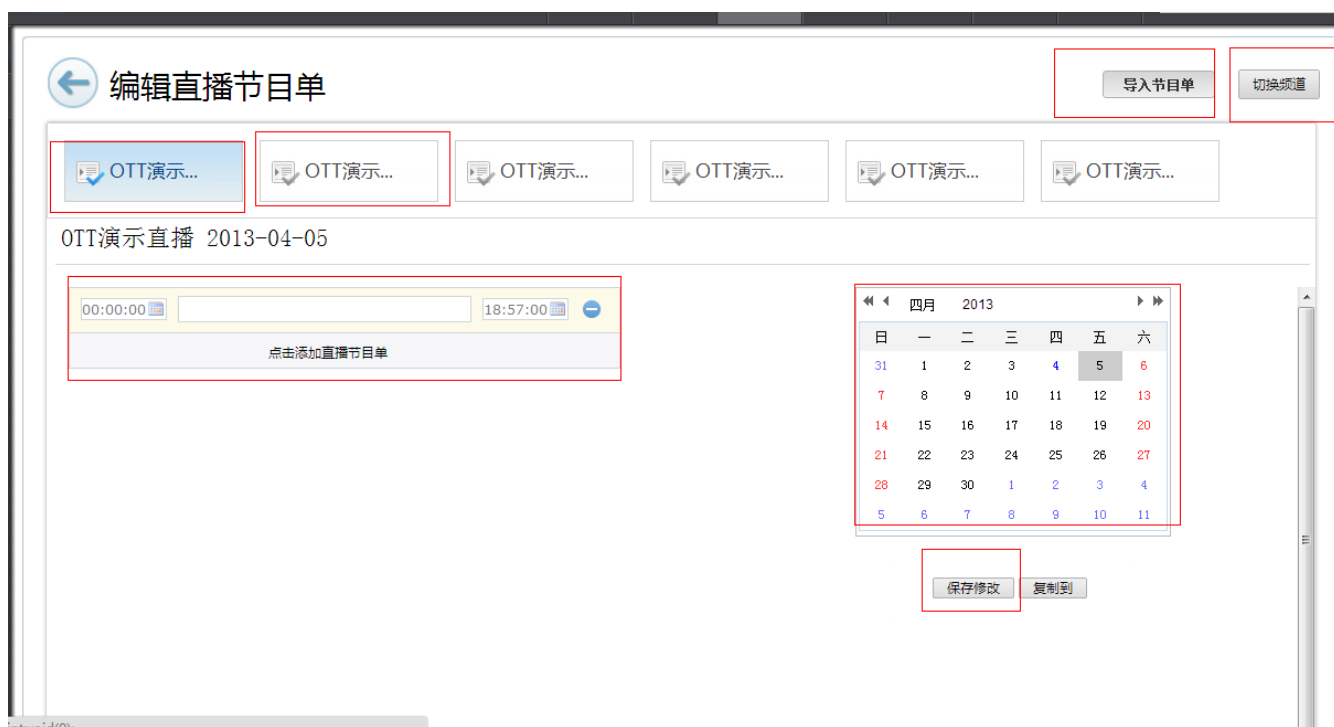 编辑直播节目单
导入节目单
切换频道
OTT演示... OTT演示... OTT演示... OTT演示... OTT演示... OTT演示...
OTT演示直播 2013-04-05
00:00:00 18:57:00
点击添加直播节目单
四月 2013
日 一 二 三 四 五 六
31 1 2 3 4 5 6
7 8 9 10 11 12 13
14 15 16 17 18 19 20
21 22 23 24 25 26 27
28 29 30 1 2 3 4
5 6 7 8 9 10 11
保存修改 复制到